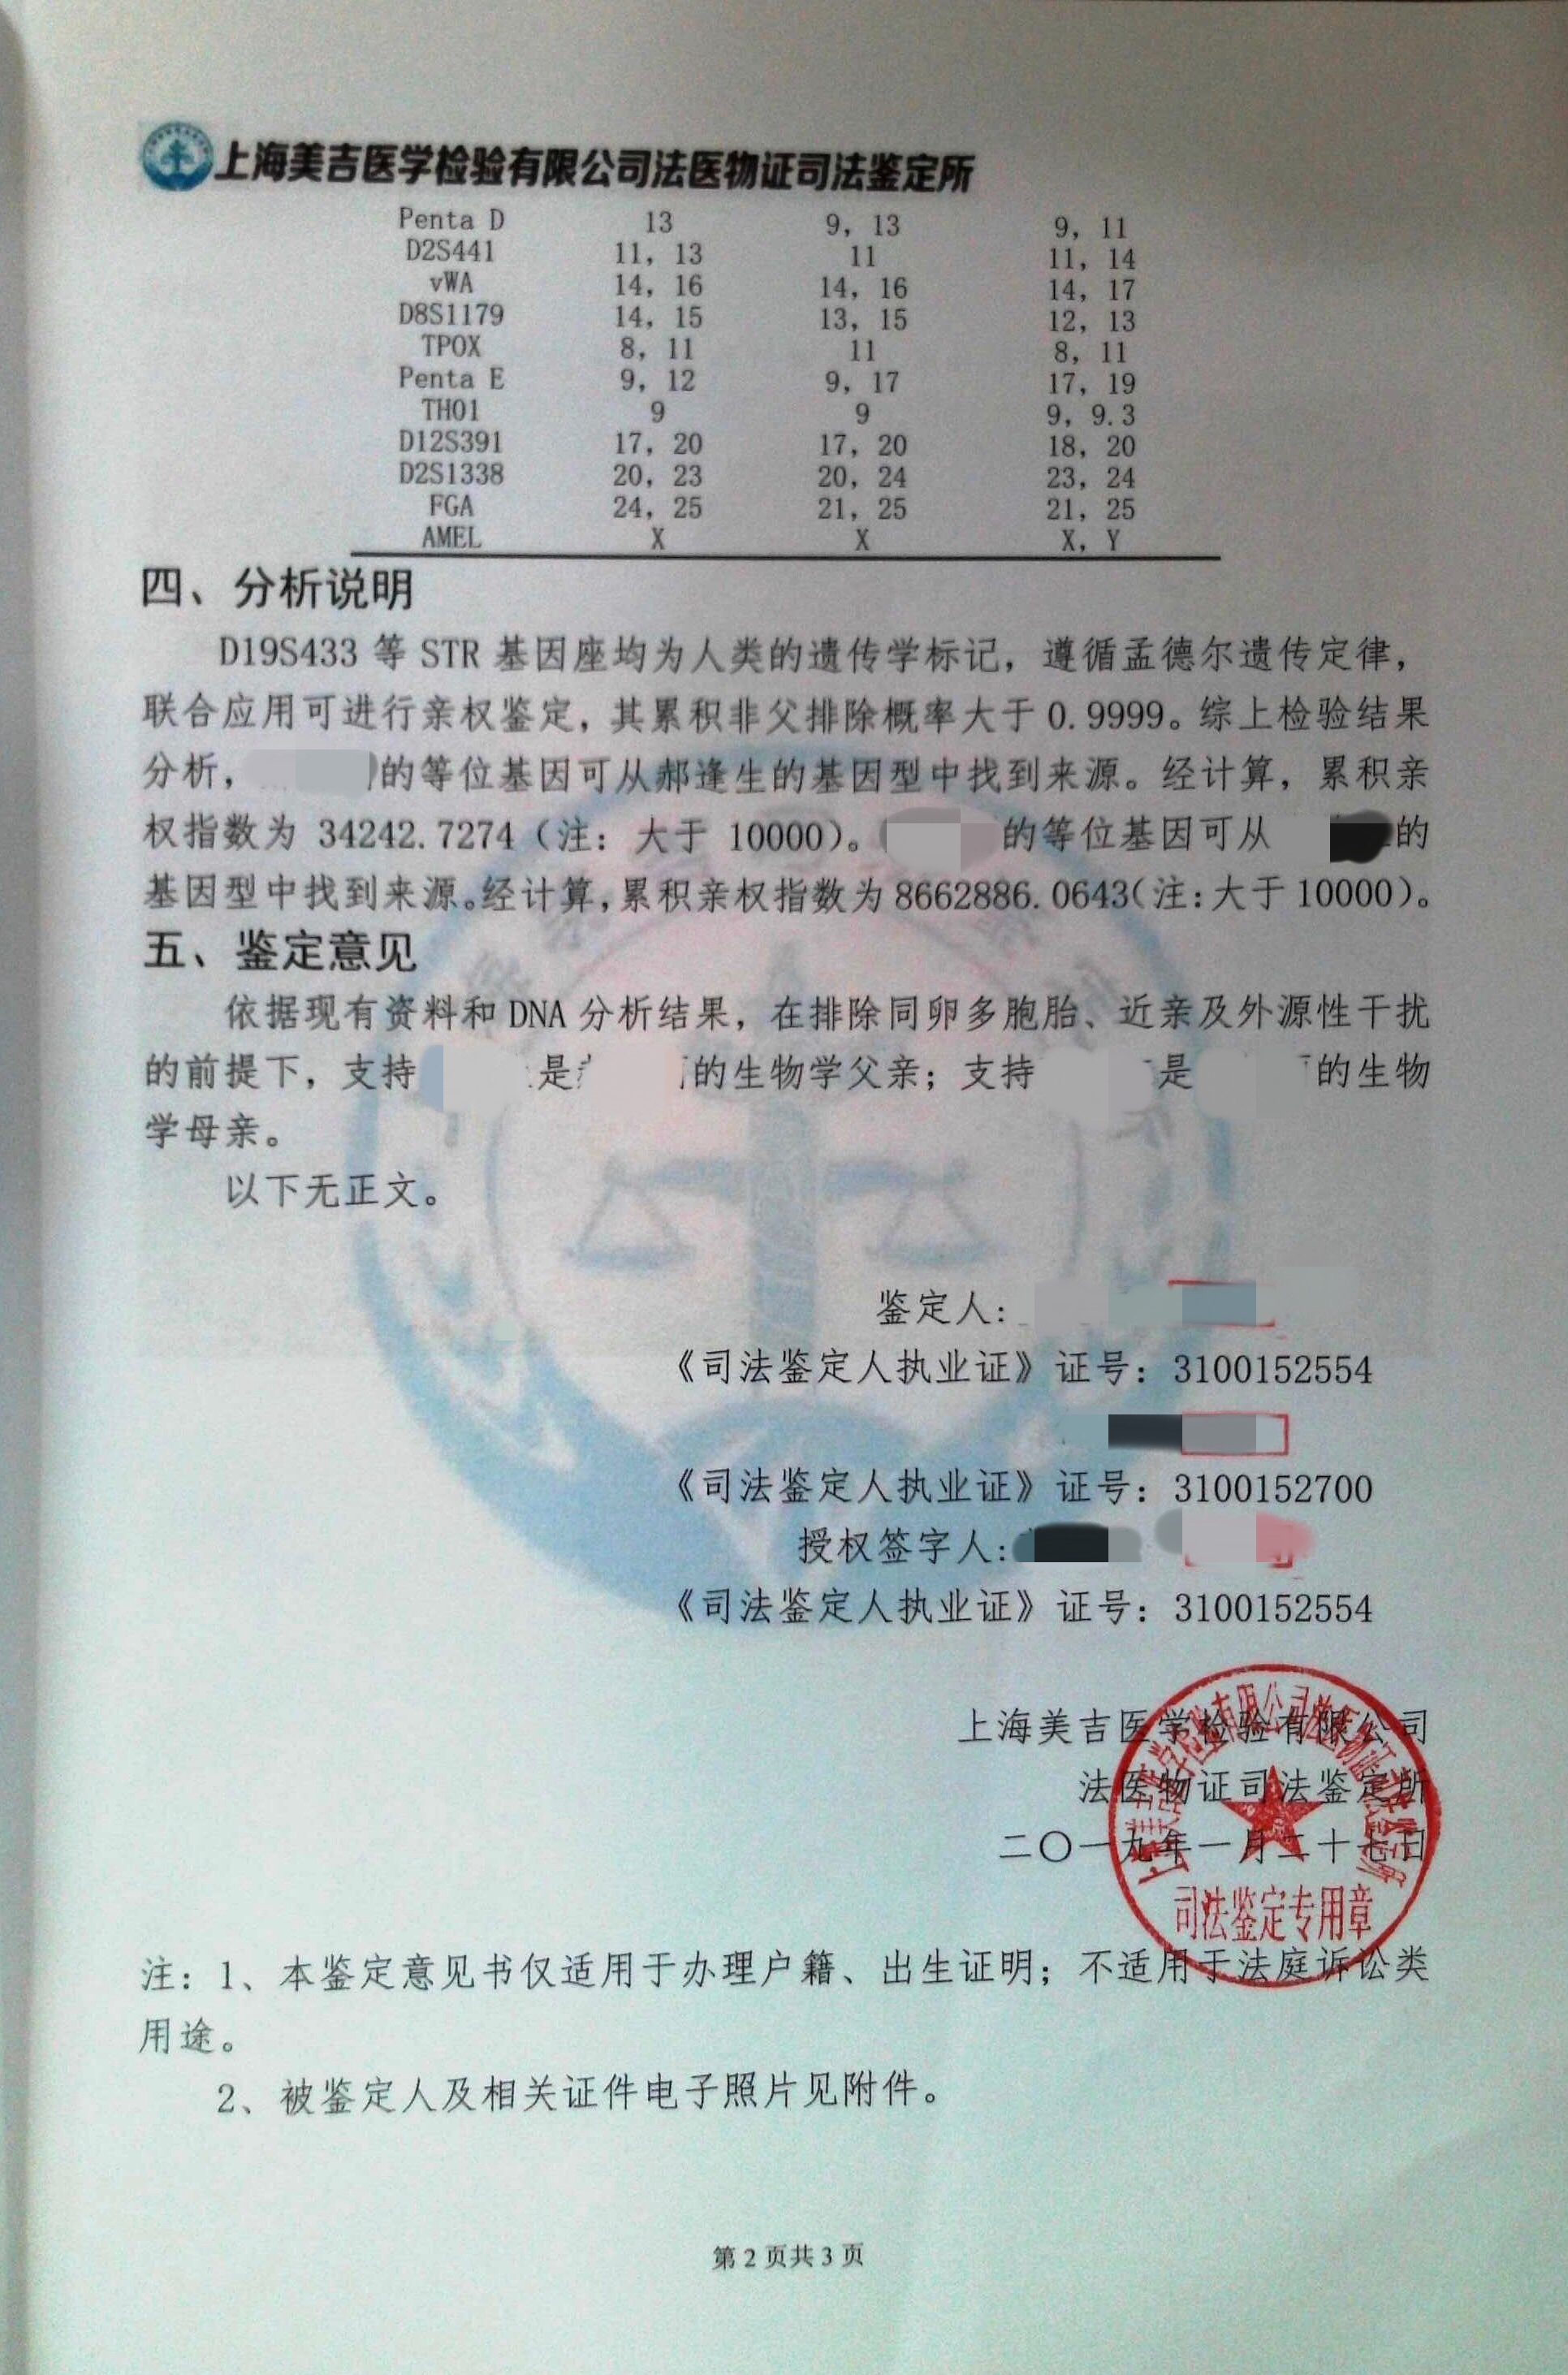 上海美吉医学检验有限公司法医物证司法鉴定所
Penta D 13 9, 13 9, 11
D2S441 11, 13 11 11, 14
vWA 14, 16 14, 16 14, 17
D8S1179 14, 15 13, 15 12, 13
TPOX 8, 11 11 8, 11
Penta E 9, 12 9, 17 17, 19
TH01 9 9 9, 9.3
D12S391 17, 20 17, 20 18, 20
D2S1338 20, 23 20, 24 23, 24
FGA 24, 25 21, 25 21, 25
AMEL X X X, Y
四、分析说明
D19S433 等 STR 基因座均为人类的遗传学标记，遵循孟德尔遗传定律，
联合应用可进行亲权鉴定，其累积非父排除概率大于 0.9999。综上检验结果
分析， 的等位基因可从郝逢生的基因型中找到来源。经计算，累积亲
权指数为 34242.7274（注：大于 10000）。 的等位基因可从 的
基因型中找到来源。经计算，累积亲权指数为 8662886.0643（注：大于 10000）。
五、鉴定意见
依据现有资料和 DNA 分析结果，在排除同卵多胞胎、近亲及外源性干扰
的前提下，支持 是 的生物学父亲；支持 是 的生物
学母亲。
以下无正文。
鉴定人：
《司法鉴定人执业证》证号：3100152554
《司法鉴定人执业证》证号：3100152700
授权签字人：
《司法鉴定人执业证》证号：3100152554
上海美吉医学检验有限公司
法医物证司法鉴定所
二〇一九年一月二十七日
上海美吉医学检验有限公司法医物证司法鉴定所
司法鉴定专用章
注：1、本鉴定意见书仅适用于办理户籍、出生证明；不适用于法庭诉讼类
用途。
2、被鉴定人及相关证件电子照片见附件。
第 2 页共 3 页